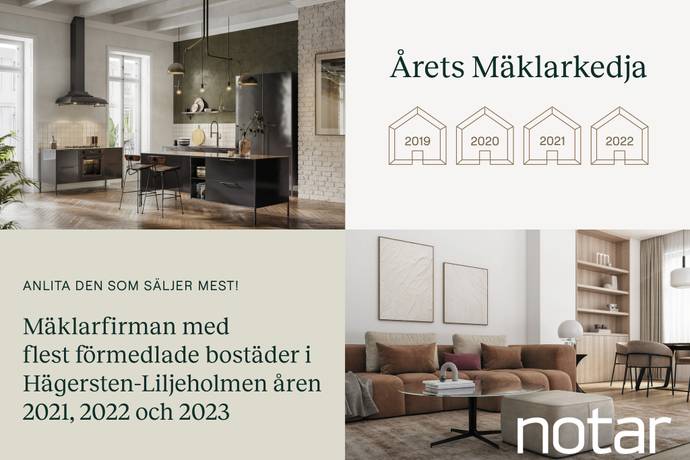 Årets Mäklarkedja
2019 2020 2021 2022
ANLITA DEN SOM SÄLJER MEST!
Mäklarfirman med
flest förmedlade bostäder i
Hägersten-Liljeholmen åren
2021, 2022 och 2023
notar